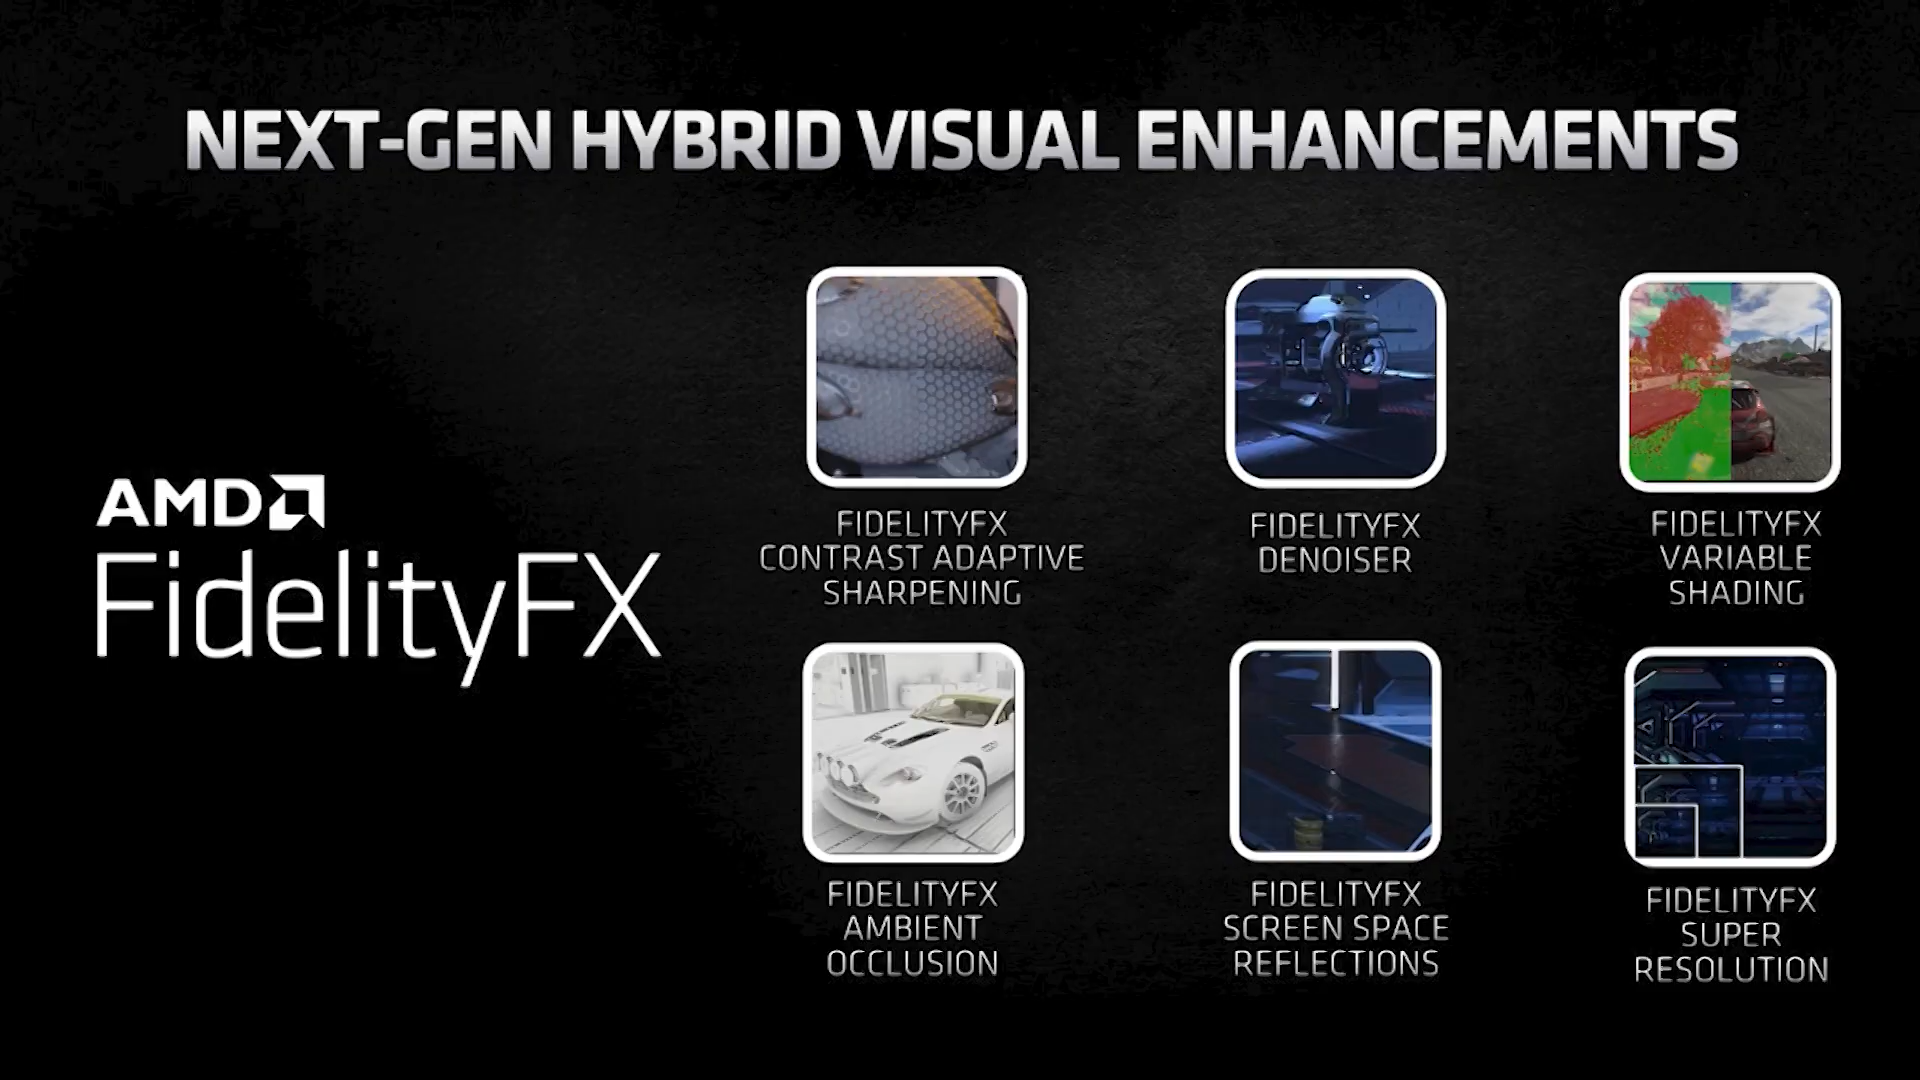 NEXT-GEN HYBRID VISUAL ENHANCEMENTS
AMD
FidelityFX
FIDELITYFX
CONTRAST ADAPTIVE
SHARPENING
FIDELITYFX
DENOISER
FIDELITYFX
VARIABLE
SHADING
FIDELITYFX
AMBIENT
OCCLUSION
FIDELITYFX
SCREEN SPACE
REFLECTIONS
FIDELITYFX
SUPER
RESOLUTION